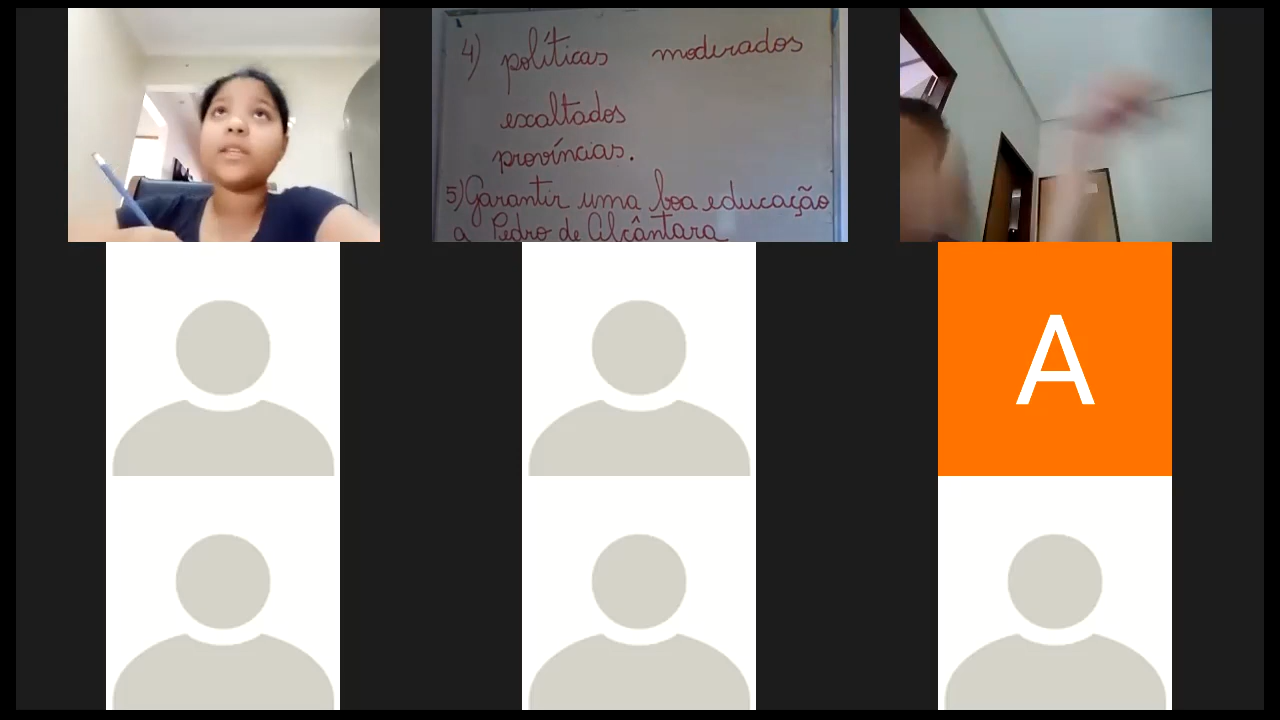 4) políticas moderados
exaltados
províncias.
5) Garantir uma boa educação
a Pedro de Alcântara
A